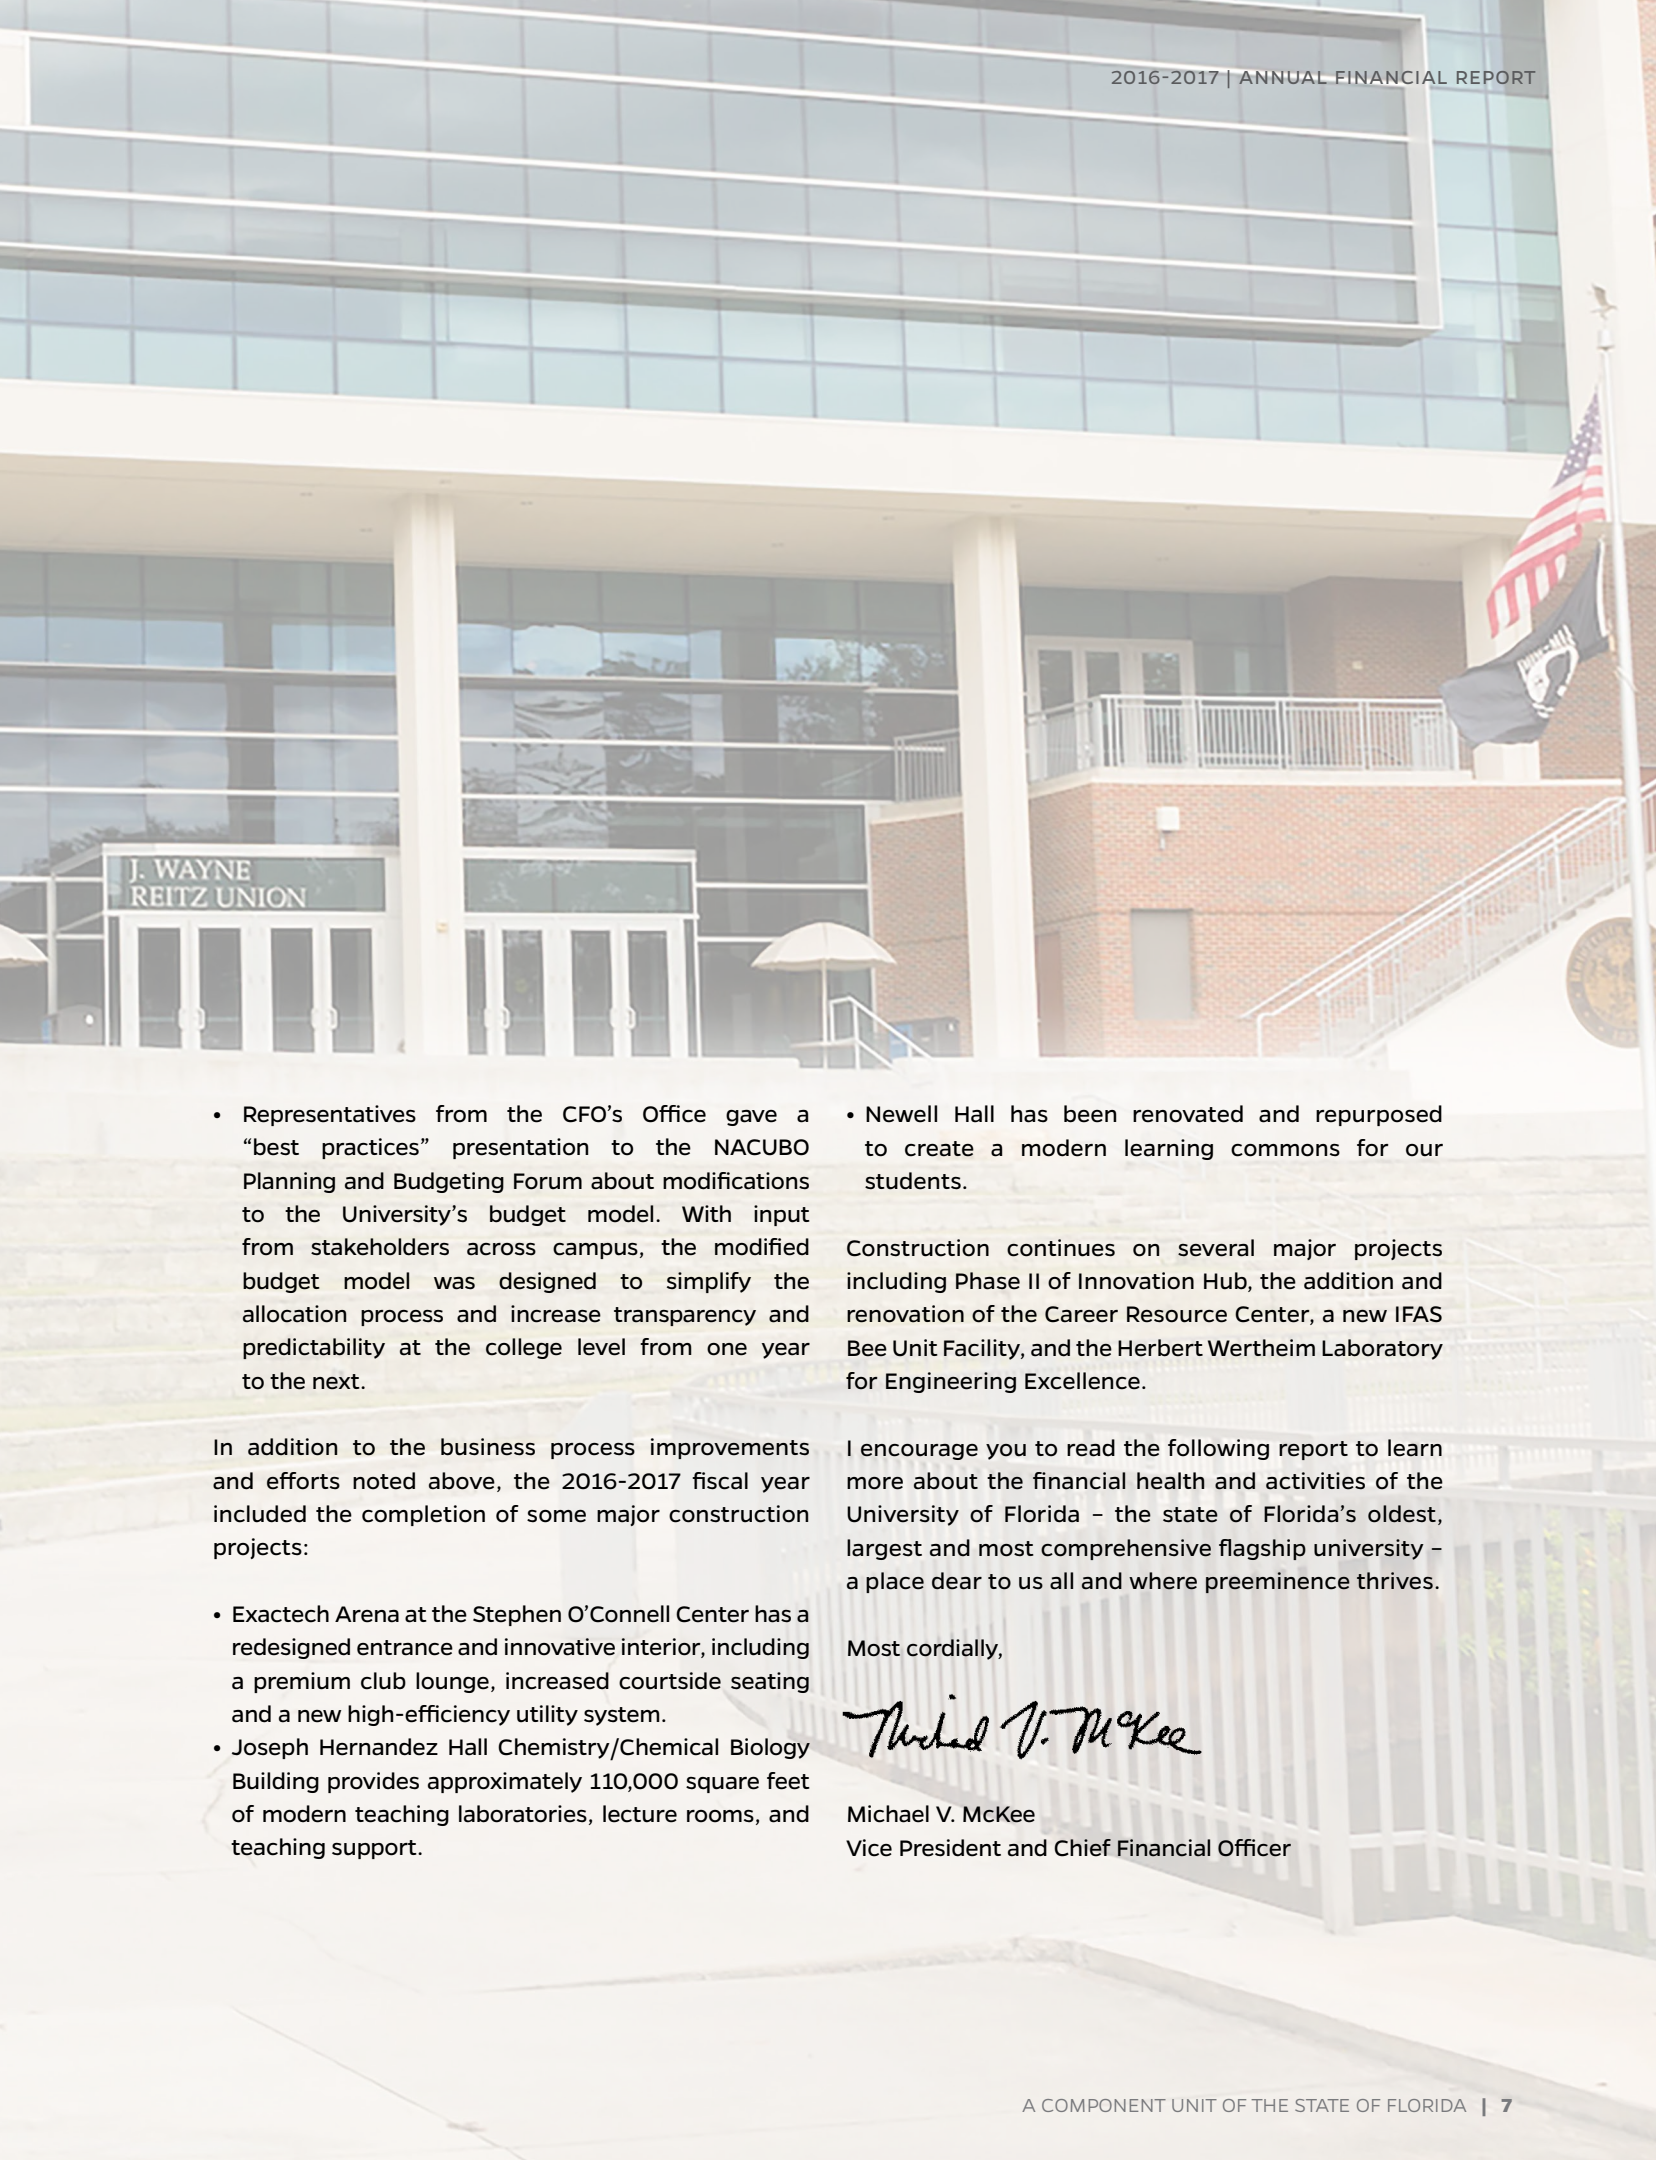 2016-2017 | ANNUAL FINANCIAL REPORT
J. WAYNE
REITZ UNION
POW-MIA
• Representatives from the CFO’s Office gave a
“best practices” presentation to the NACUBO
Planning and Budgeting Forum about modifications
to the University’s budget model. With input
from stakeholders across campus, the modified
budget model was designed to simplify the
allocation process and increase transparency and
predictability at the college level from one year
to the next.
In addition to the business process improvements
and efforts noted above, the 2016-2017 fiscal year
included the completion of some major construction
projects:
• Exactech Arena at the Stephen O’Connell Center has a
redesigned entrance and innovative interior, including
a premium club lounge, increased courtside seating
and a new high-efficiency utility system.
• Joseph Hernandez Hall Chemistry/Chemical Biology
Building provides approximately 110,000 square feet
of modern teaching laboratories, lecture rooms, and
teaching support.
• Newell Hall has been renovated and repurposed
to create a modern learning commons for our
students.
Construction continues on several major projects
including Phase II of Innovation Hub, the addition and
renovation of the Career Resource Center, a new IFAS
Bee Unit Facility, and the Herbert Wertheim Laboratory
for Engineering Excellence.
I encourage you to read the following report to learn
more about the financial health and activities of the
University of Florida – the state of Florida’s oldest,
largest and most comprehensive flagship university –
a place dear to us all and where preeminence thrives.
Most cordially,
Michael V. McKee
Michael V. McKee
Vice President and Chief Financial Officer
A COMPONENT UNIT OF THE STATE OF FLORIDA | 7